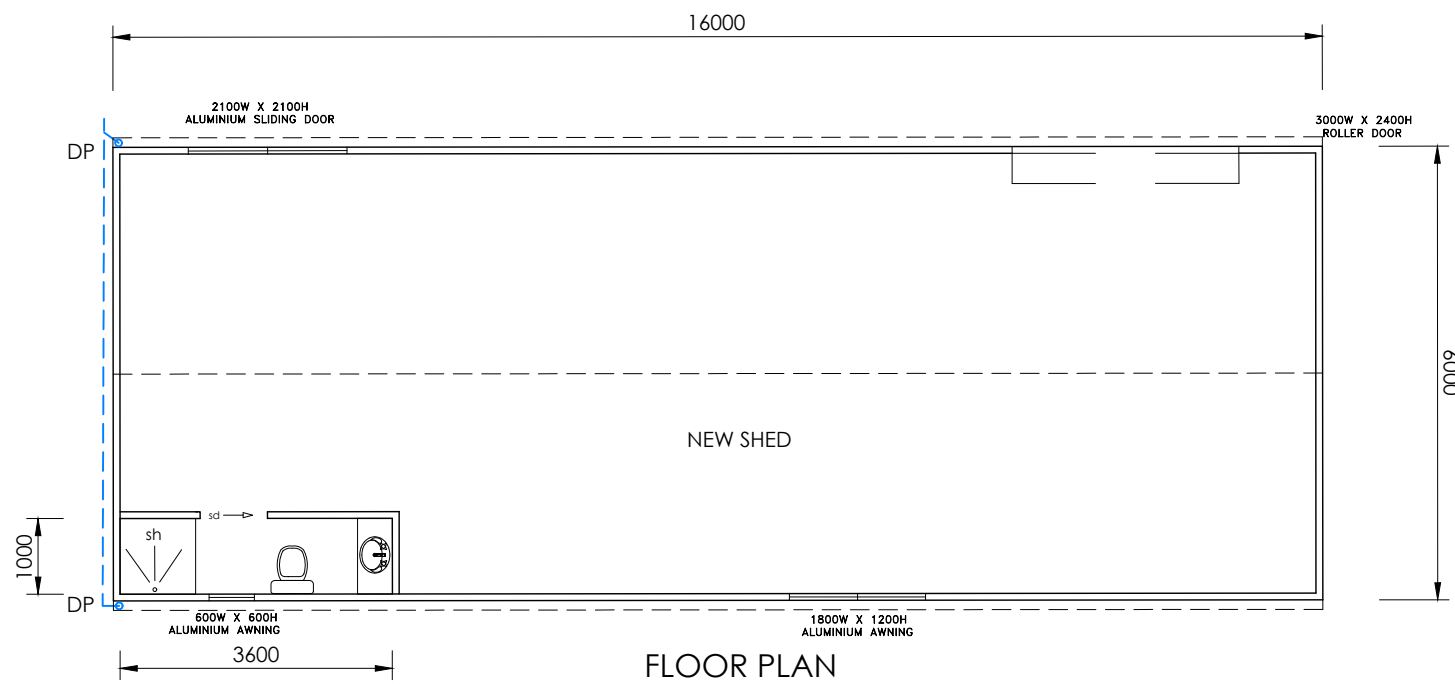 16000
2100W X 2100H
ALUMINIUM SLIDING DOOR
3000W X 2400H
ROLLER DOOR
DP
6000
NEW SHED
sd
sh
1000
DP
600W X 600H
ALUMINIUM AWNING
1800W X 1200H
ALUMINIUM AWNING
3600
FLOOR PLAN